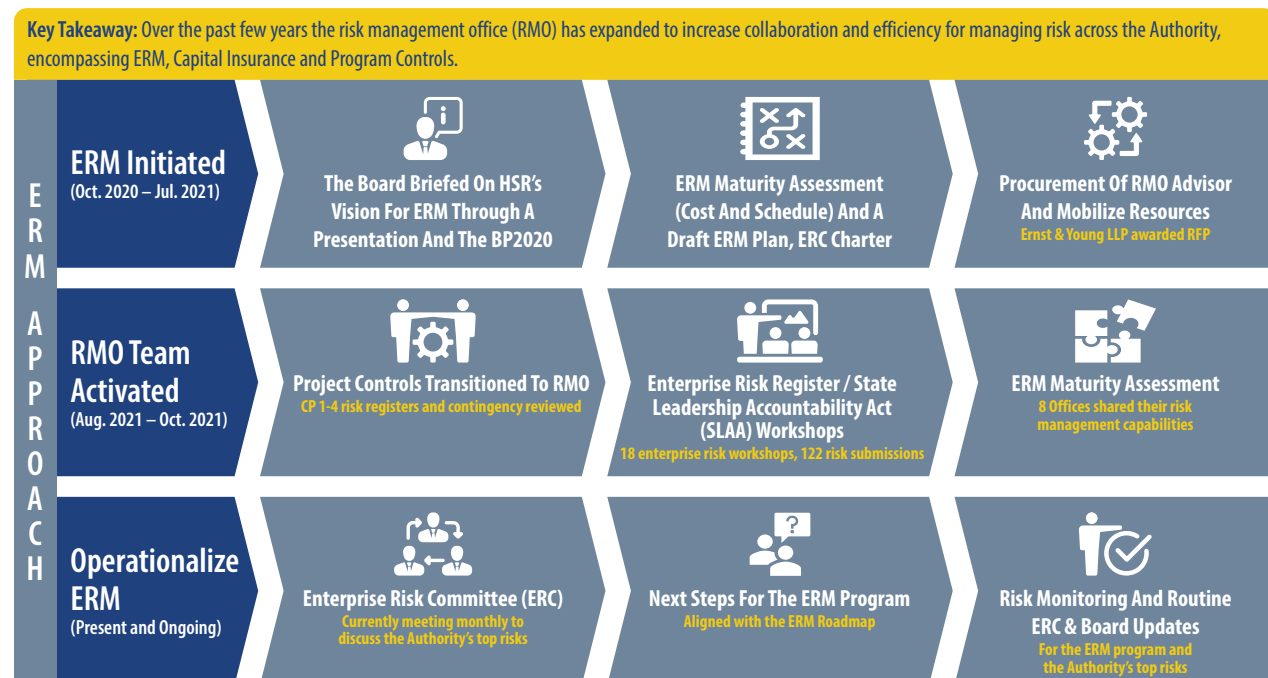 Key Takeaway: Over the past few years the risk management office (RMO) has expanded to increase collaboration and efficiency for managing risk across the Authority,
encompassing ERM, Capital Insurance and Program Controls.
ERM APPROACH
ERM Initiated
(Oct. 2020 – Jul. 2021)
The Board Briefed On HSR's
Vision For ERM Through A
Presentation And The BP2020
ERM Maturity Assessment
(Cost And Schedule) And A
Draft ERM Plan, ERC Charter
Procurement Of RMO Advisor
And Mobilize Resources
Ernst & Young LLP awarded RFP
RMO Team
Activated
(Aug. 2021 – Oct. 2021)
Project Controls Transitioned To RMO
CP 1-4 risk registers and contingency reviewed
Enterprise Risk Register / State
Leadership Accountability Act
(SLAA) Workshops
18 enterprise risk workshops, 122 risk submissions
ERM Maturity Assessment
8 Offices shared their risk
management capabilities
Operationalize
ERM
(Present and Ongoing)
Enterprise Risk Committee (ERC)
Currently meeting monthly to
discuss the Authority's top risks
Next Steps For The ERM Program
Aligned with the ERM Roadmap
Risk Monitoring And Routine
ERC & Board Updates
For the ERM program and
the Authority's top risks